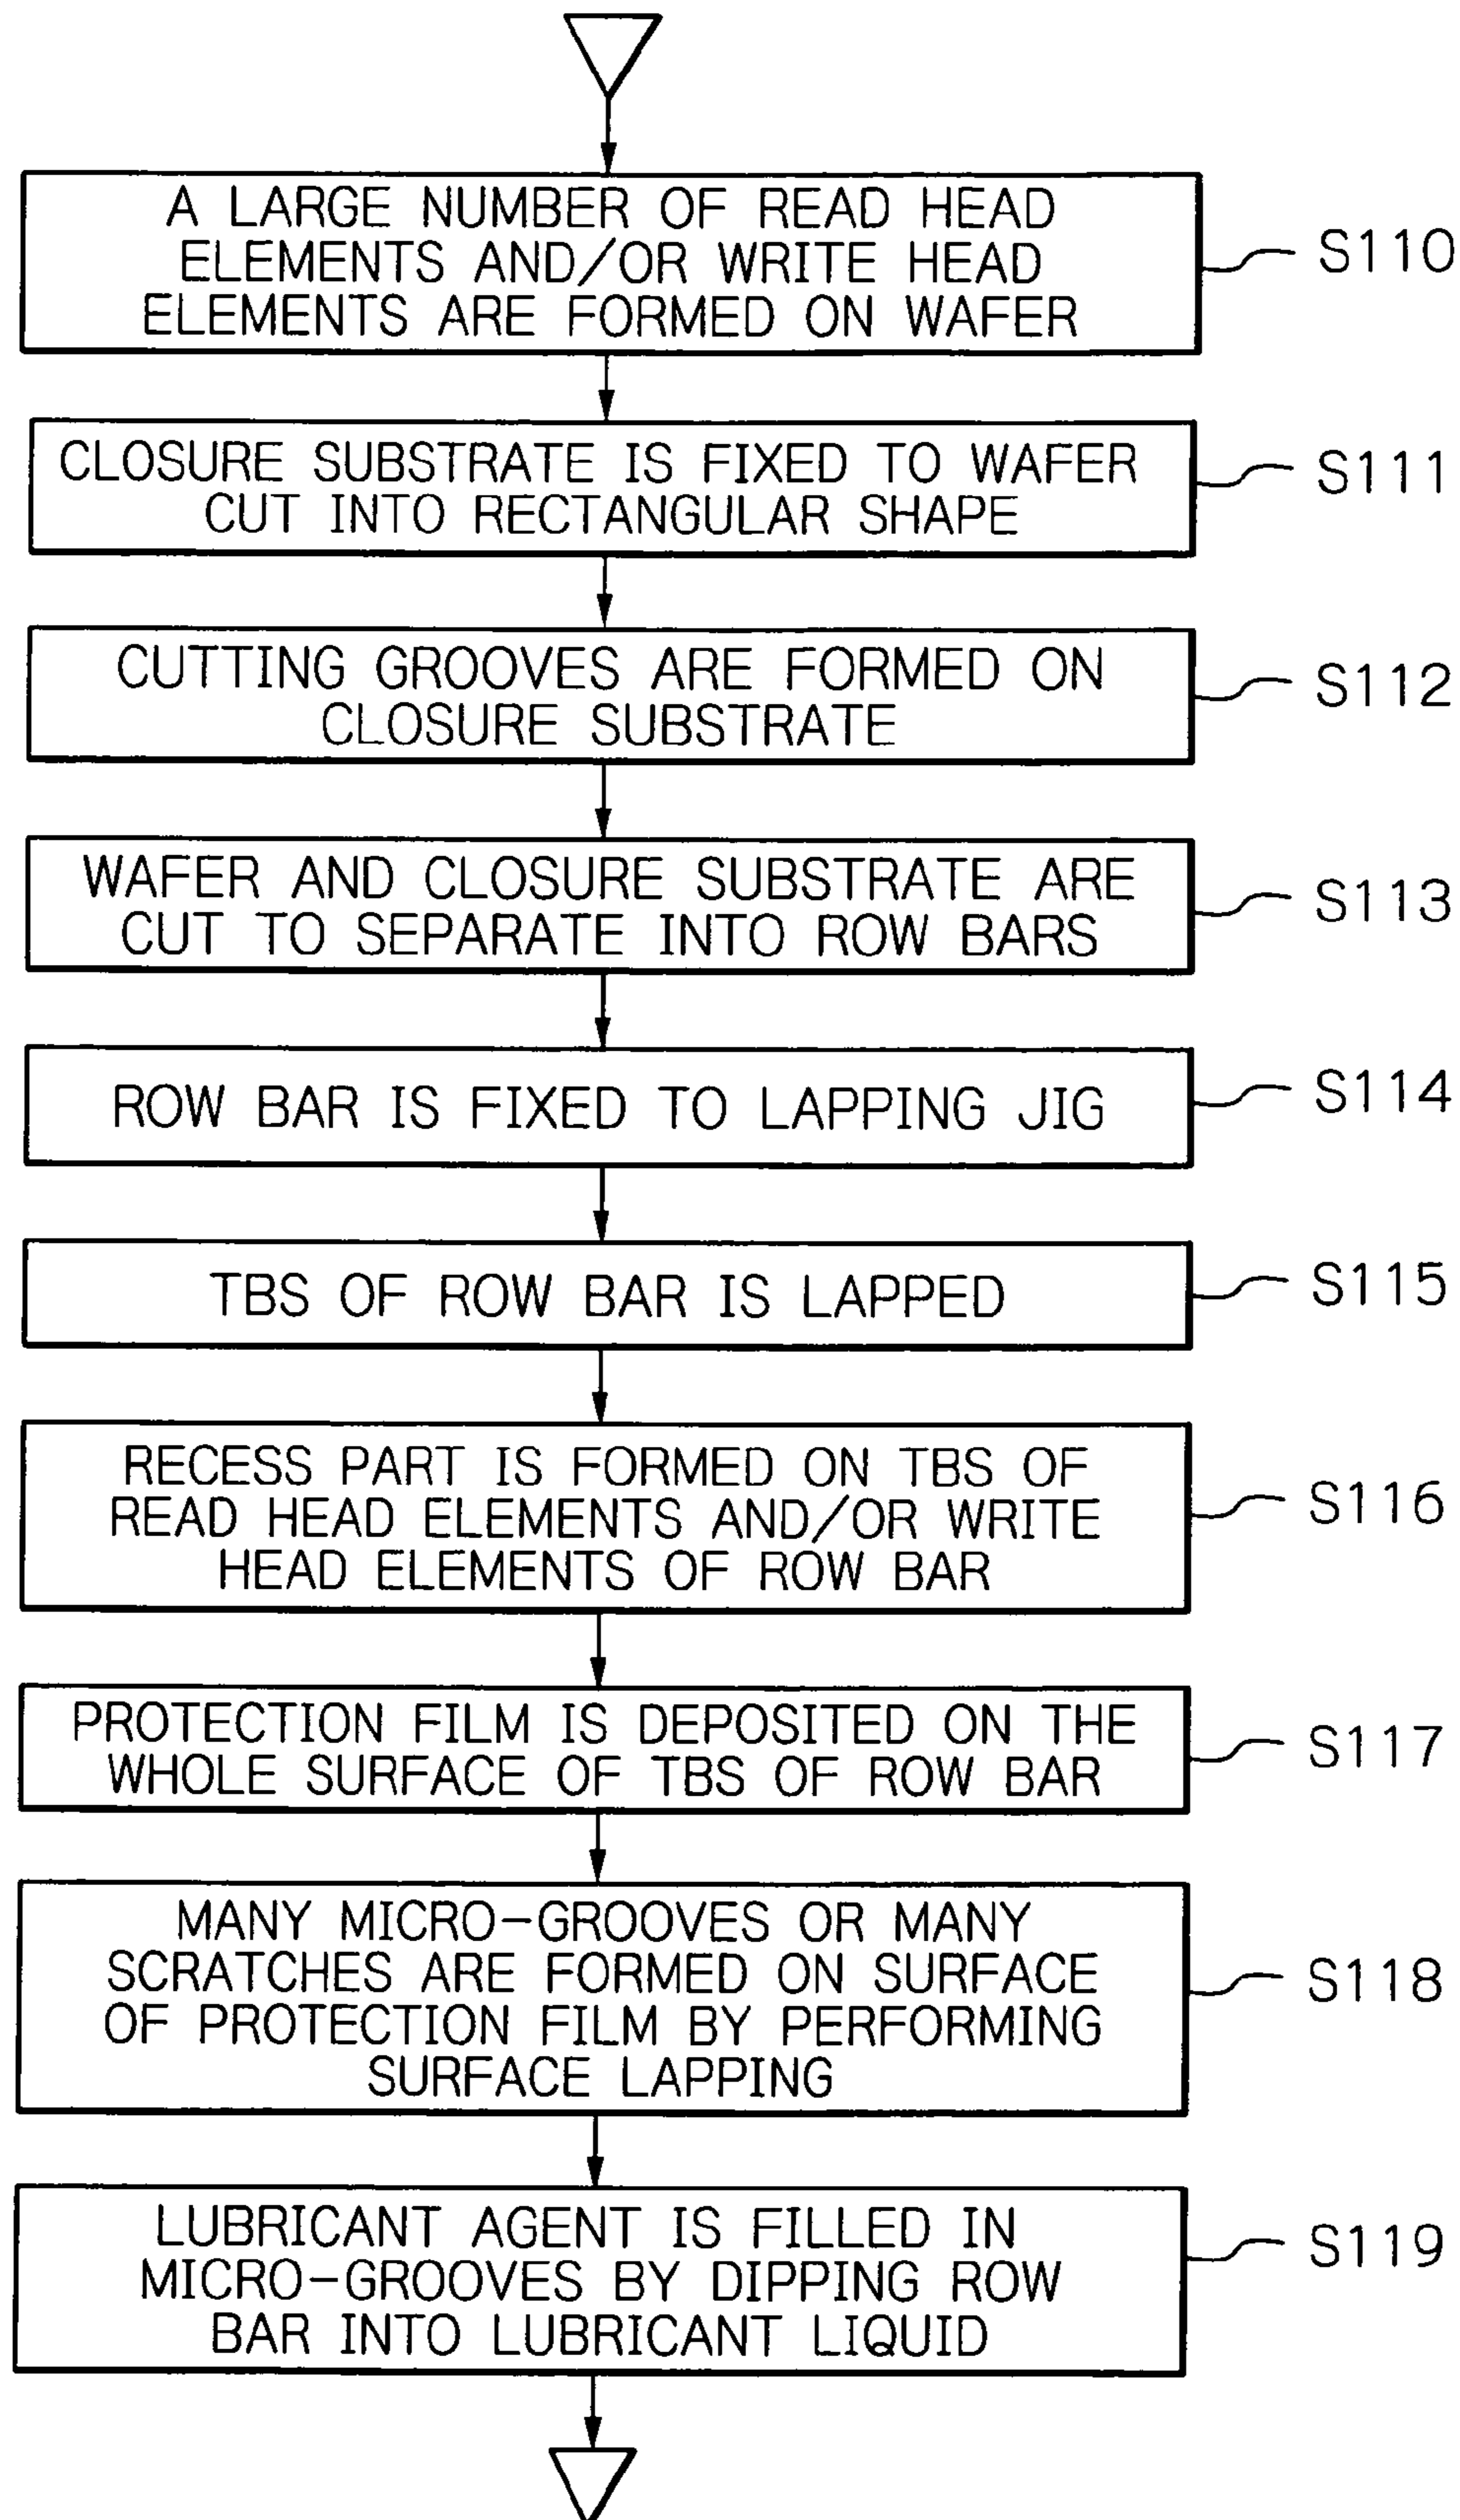 A LARGE NUMBER OF READ HEAD
ELEMENTS AND/OR WRITE HEAD
ELEMENTS ARE FORMED ON WAFER
S110
CLOSURE SUBSTRATE IS FIXED TO WAFER
CUT INTO RECTANGULAR SHAPE
S111
CUTTING GROOVES ARE FORMED ON
CLOSURE SUBSTRATE
S112
WAFER AND CLOSURE SUBSTRATE ARE
CUT TO SEPARATE INTO ROW BARS
S113
ROW BAR IS FIXED TO LAPPING JIG
S114
TBS OF ROW BAR IS LAPPED
S115
RECESS PART IS FORMED ON TBS OF
READ HEAD ELEMENTS AND/OR WRITE
HEAD ELEMENTS OF ROW BAR
S116
PROTECTION FILM IS DEPOSITED ON THE
WHOLE SURFACE OF TBS OF ROW BAR
S117
MANY MICRO-GROOVES OR MANY
SCRATCHES ARE FORMED ON SURFACE
OF PROTECTION FILM BY PERFORMING
SURFACE LAPPING
S118
LUBRICANT AGENT IS FILLED IN
MICRO-GROOVES BY DIPPING ROW
BAR INTO LUBRICANT LIQUID
S119